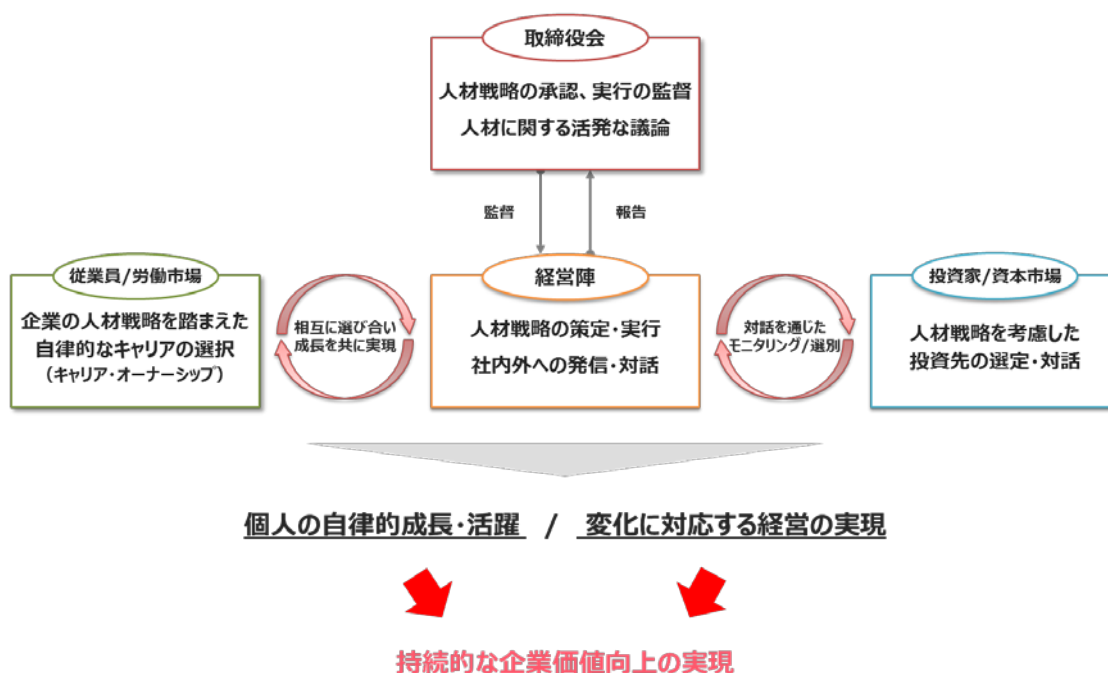 取締役会
人材戦略の承認、実行の監督
人材に関する活発な議論
監督
報告
従業員/労働市場
企業の人材戦略を踏まえた
自律的なキャリアの選択
（キャリア・オーナーシップ）
相互に選び合い
成長を共に実現
経営陣
人材戦略の策定・実行
社内外への発信・対話
対話を通じた
モニタリング/選別
投資家/資本市場
人材戦略を考慮した
投資先の選定・対話
個人の自律的成長・活躍 / 変化に対応する経営の実現
持続的な企業価値向上の実現